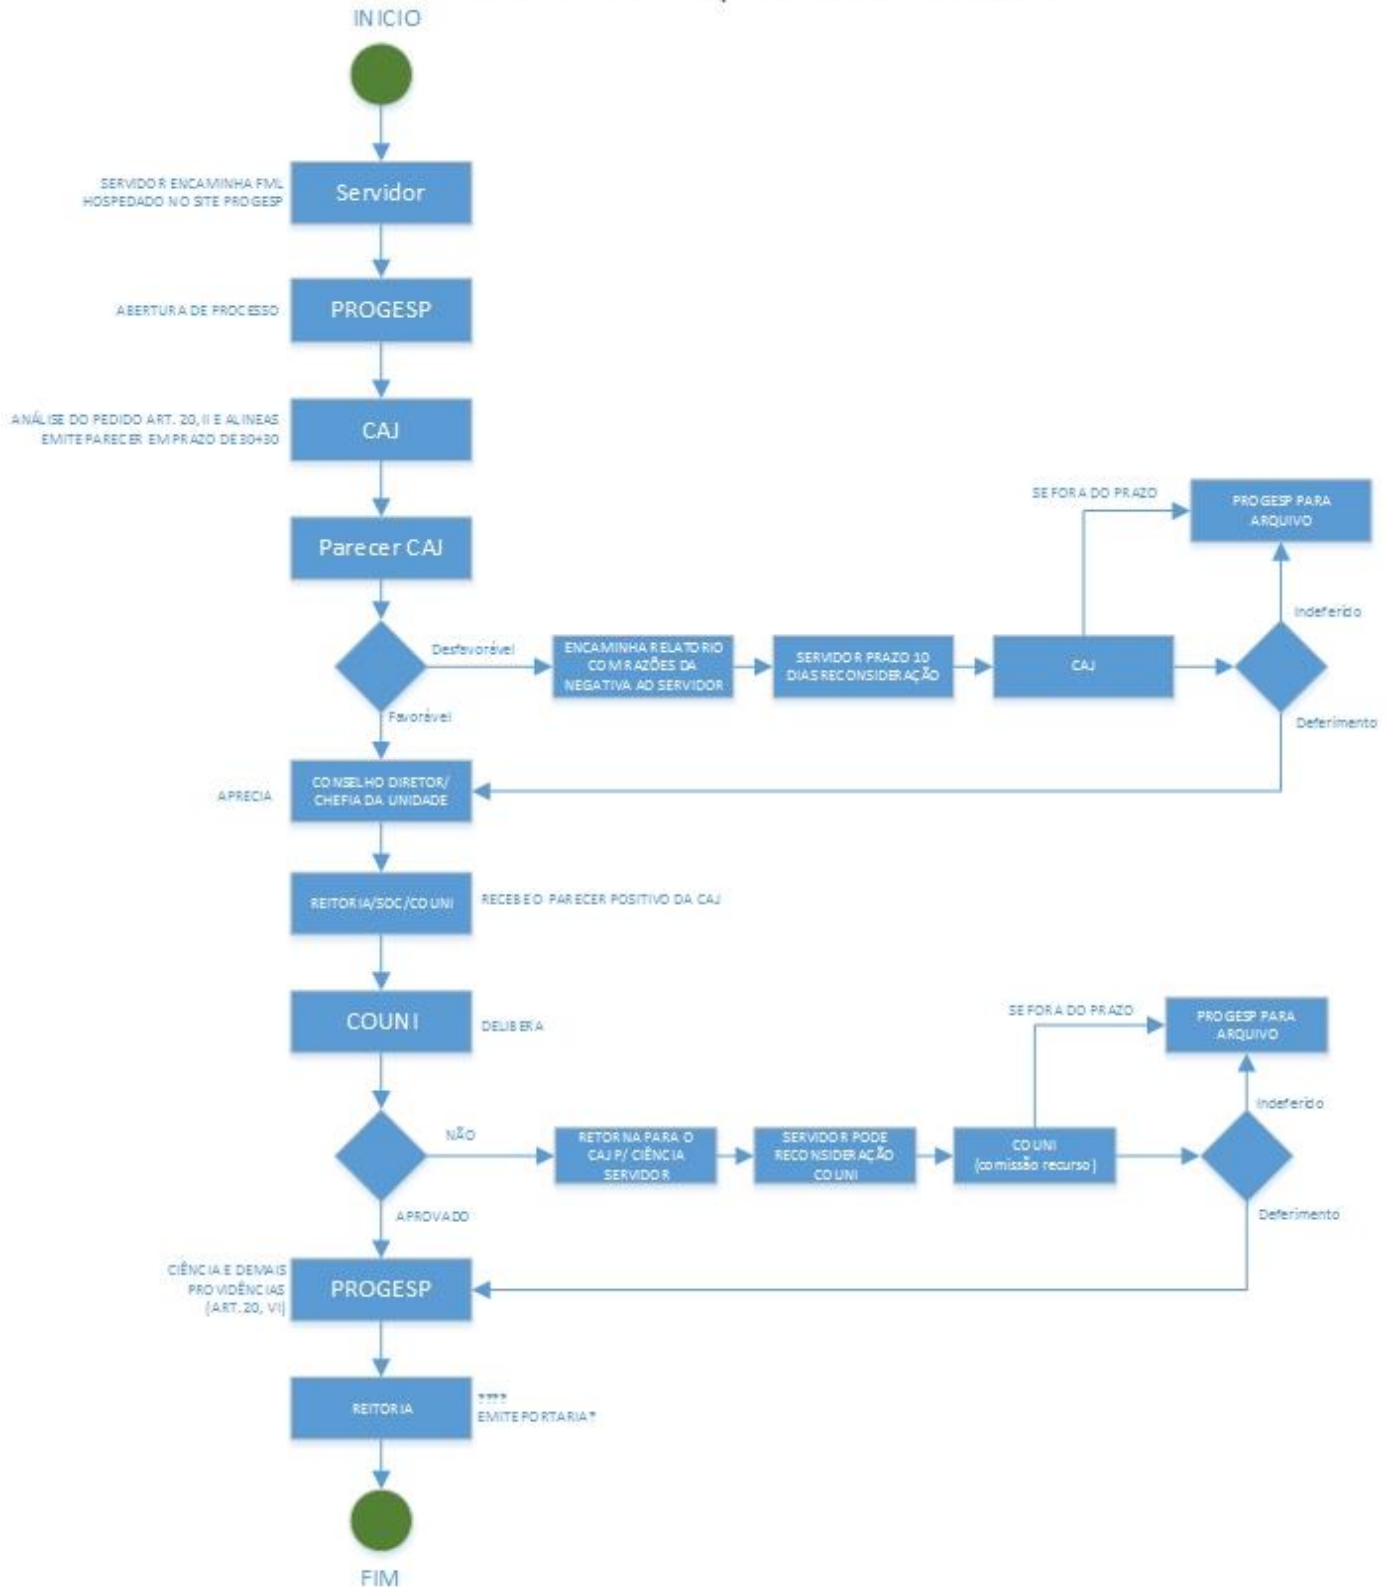 INICIO
SERVIDOR ENCAMINHA FML
HOSPEDADO NO SITE PROGESP
Servidor
ABERTURA DE PROCESSO
PROGESP
ANÁLISE DO PEDIDO ART. 20, II E ALINEAS
EMITE PARECER EM PRAZO DE 30+30
CAJ
Parecer CAJ
SE FORA DO PRAZO
PROGESP PARA
ARQUIVO
Indeferido
Desfavorável
ENCAMINHA RELATORIO
COM RAZÕES DA
NEGATIVA AO SERVIDOR
SERVIDOR PRAZO 10
DIAS RECONSIDERAÇÃO
CAJ
Favorável
Deferimento
APRECIA
CONSELHO DIRETOR/
CHEFIA DA UNIDADE
REITORIA/SOC/COUNI
RECEBE O PARECER POSITIVO DA CAJ
COUNI
DELIBERA
SE FORA DO PRAZO
PROGESP PARA
ARQUIVO
Indeferido
NÃO
RETORNA PARA O
CAJ P/ CIÊNCIA
SERVIDOR
SERVIDOR PODE
RECONSIDERAÇÃO
COUNI
COUNI
(comissão recurso)
APROVADO
Deferimento
CIÊNCIA E DEMAIS
PROVIDÊNCIAS
(ART. 20, VI)
PROGESP
REITORIA
????
EMITE PORTARIA?
FIM